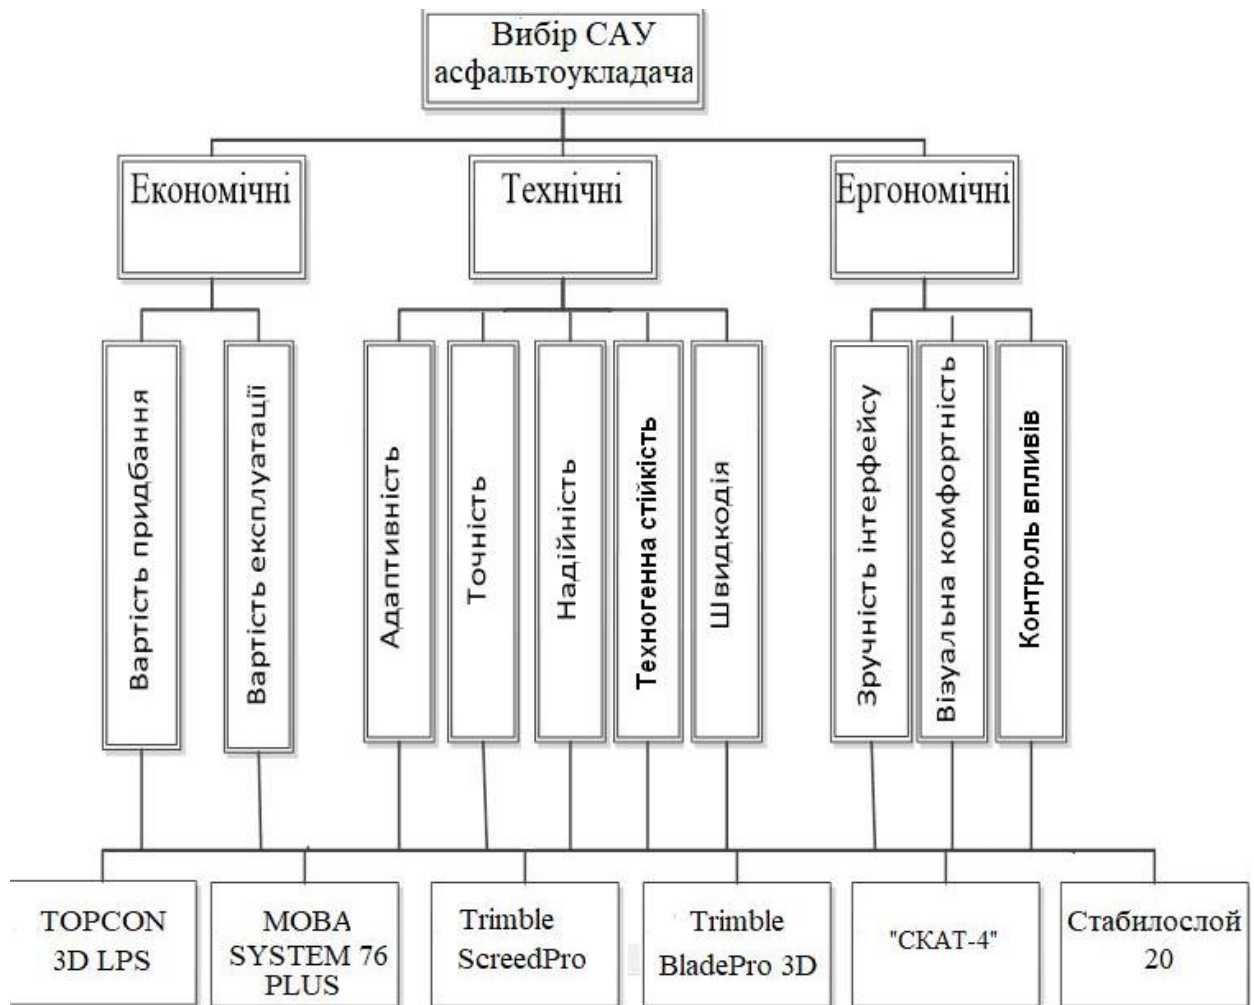 Вибір САУ
асфальтоукладача
Економічні
Технічні
Ергономічні
Вартість придбання
Вартість експлуатації
Адаптивність
Точність
Надійність
Техногенна стійкість
Швидкодія
Зручність інтерфейсу
Візуальна комфортність
Контроль впливів
TOPCON
3D LPS
MOBA
SYSTEM 76
PLUS
Trimble
ScreedPro
Trimble
BladePro 3D
"СКАТ-4"
Стабилослой
20